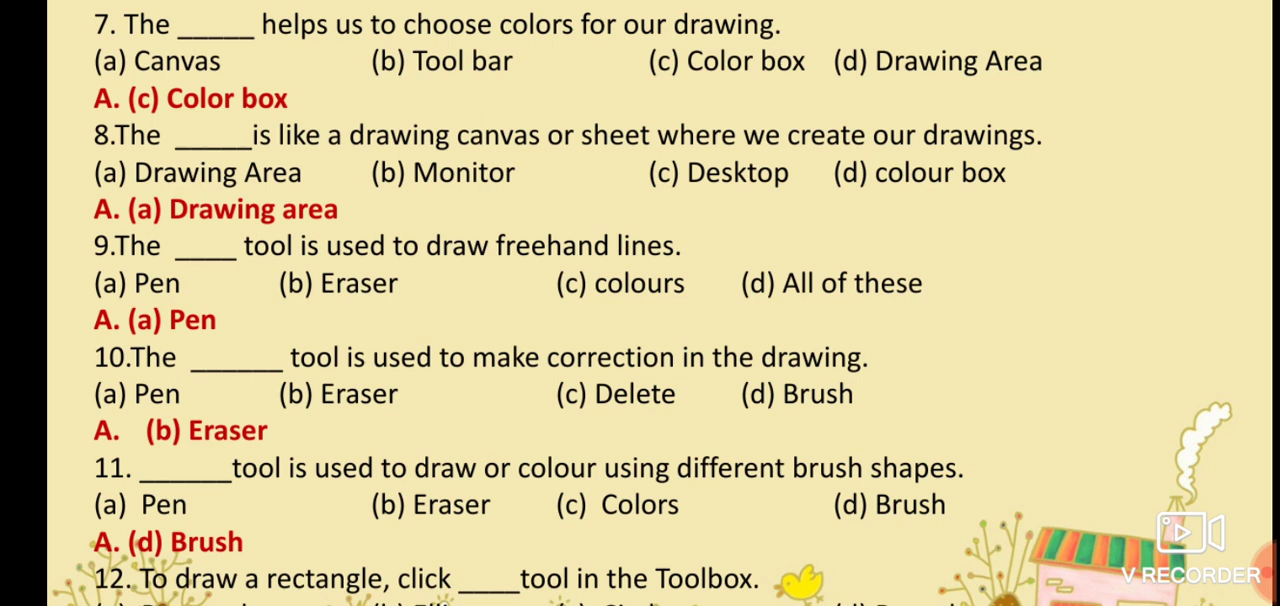 7. The _____ helps us to choose colors for our drawing.
(a) Canvas (b) Tool bar (c) Color box (d) Drawing Area
A. (c) Color box
8.The _____is like a drawing canvas or sheet where we create our drawings.
(a) Drawing Area (b) Monitor (c) Desktop (d) colour box
A. (a) Drawing area
9.The ____ tool is used to draw freehand lines.
(a) Pen (b) Eraser (c) colours (d) All of these
A. (a) Pen
10.The ______ tool is used to make correction in the drawing.
(a) Pen (b) Eraser (c) Delete (d) Brush
A. (b) Eraser
11. ______tool is used to draw or colour using different brush shapes.
(a) Pen (b) Eraser (c) Colors (d) Brush
A. (d) Brush
12. To draw a rectangle, click ____tool in the Toolbox.
V RECORDER